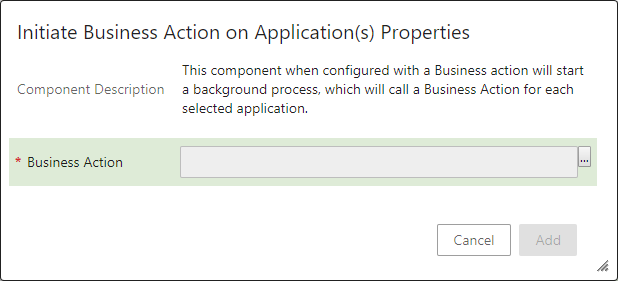 Initiate Business Action on Application(s) Properties
This component when configured with a Business action will start
Component Description a background process, which will call a Business Action for each
selected application.
* Business Action ...
Cancel Add